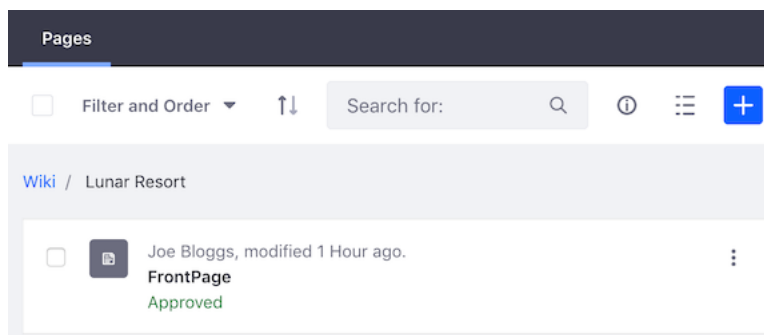 Pages
Filter and Order
Search for:
Wiki / Lunar Resort
Joe Bloggs, modified 1 Hour ago.
FrontPage
Approved